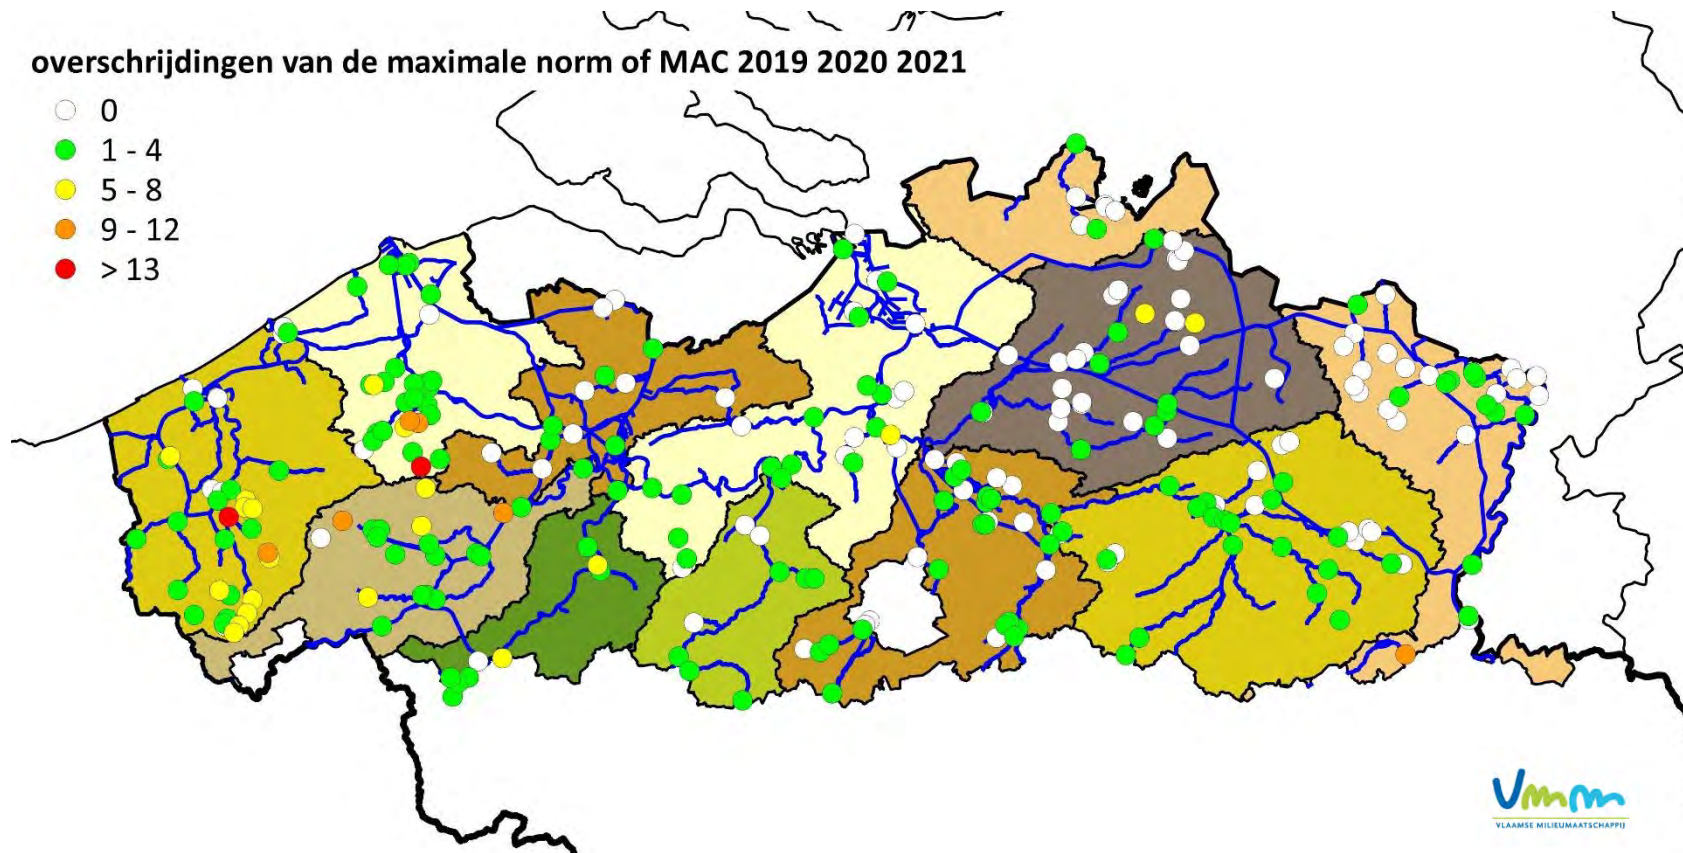 overschrijdingen van de maximale norm of MAC 2019 2020 2021
0
1 - 4
5 - 8
9 - 12
> 13
Vmm
VLAAMSE MILIEUMAATSCHAPPIJ